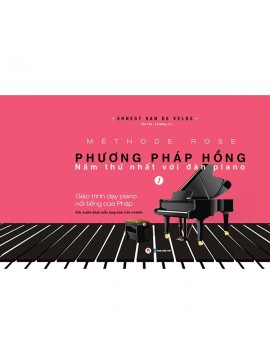 ERNEST VAN DE VELDE
MÉTHODE ROSE
PHƯƠNG PHÁP HỒNG
Năm thứ nhất với đàn piano
1
Giáo trình dạy piano
nổi tiếng của Pháp